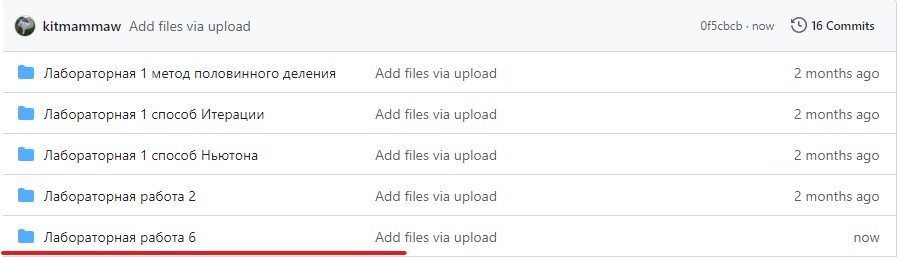 kitmammaw Add files via upload 0f5cbcb · now 16 Commits
Лабораторная 1 метод половинного деления Add files via upload 2 months ago
Лабораторная 1 способ Итерации Add files via upload 2 months ago
Лабораторная 1 способ Ньютона Add files via upload 2 months ago
Лабораторная работа 2 Add files via upload 2 months ago
Лабораторная работа 6 Add files via upload now